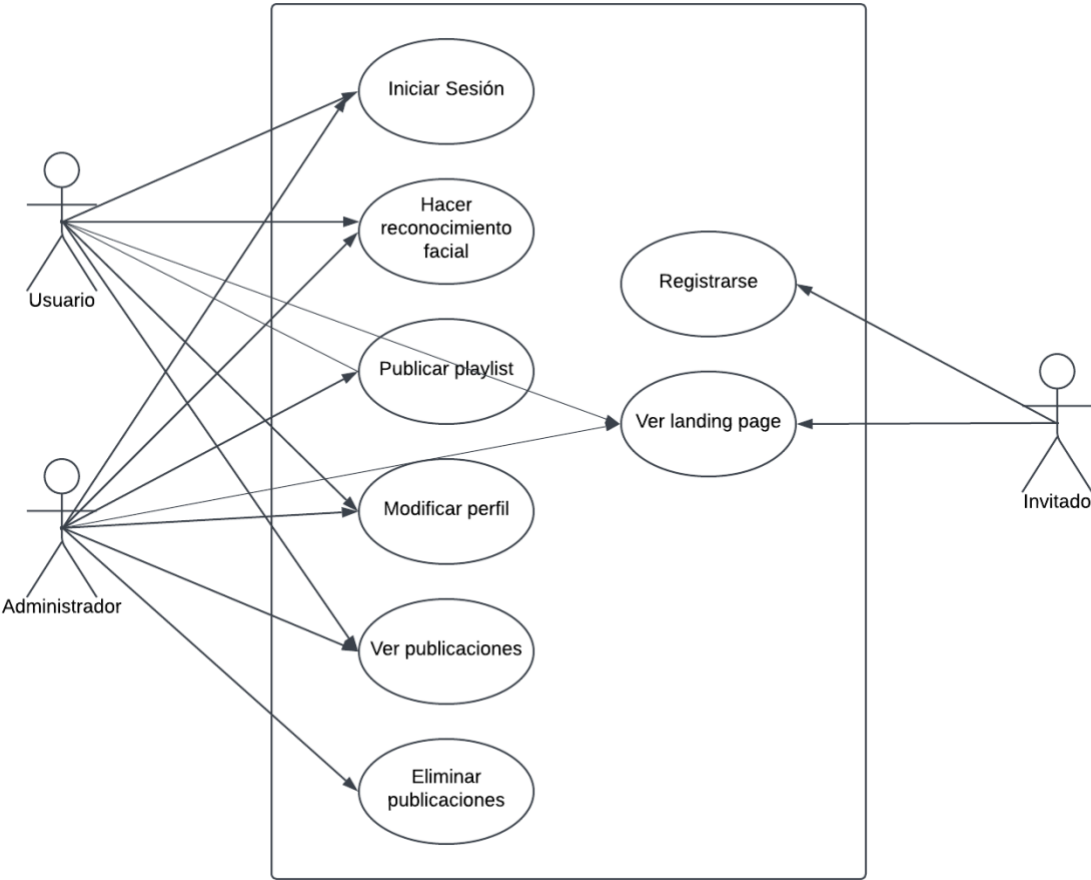 Iniciar Sesión
Hacer
reconocimiento
facial
Usuario
Publicar playlist
Modificar perfil
Administrador
Ver publicaciones
Eliminar
publicaciones
Registrarse
Ver landing page
Invitado